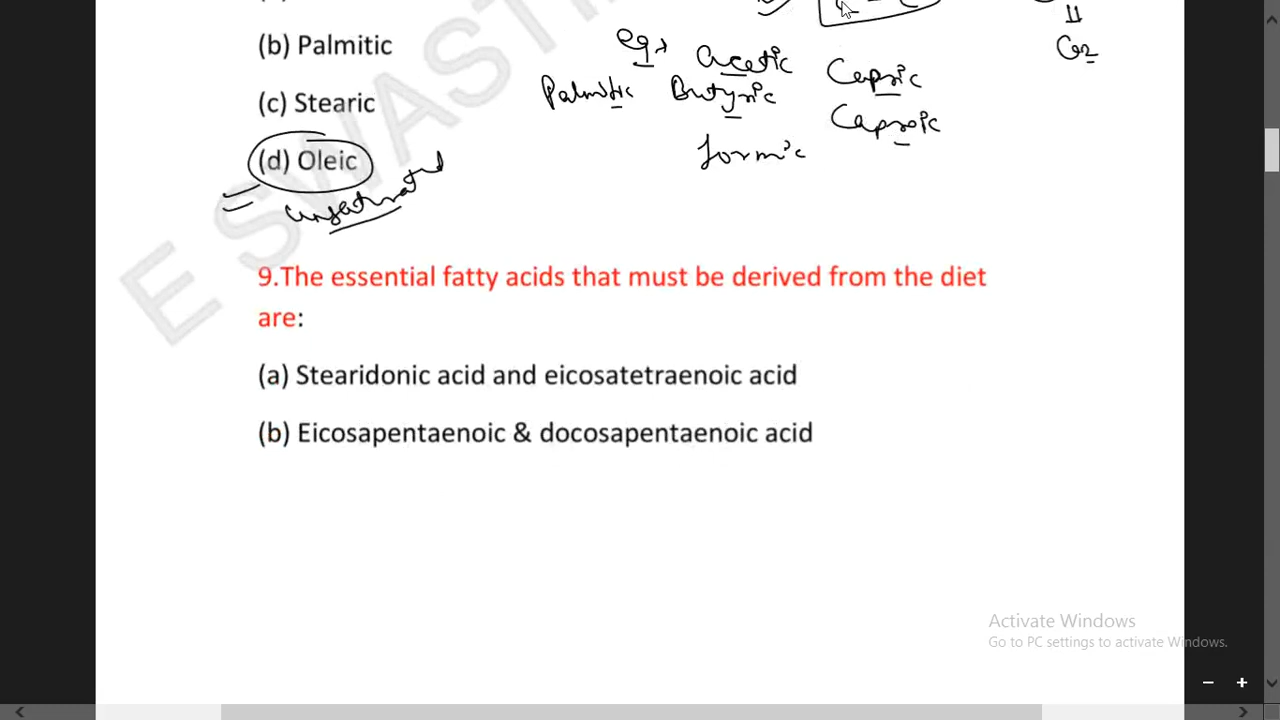 (b) Palmitic
(c) Stearic
(d) Oleic
unsaturated
eg,
Acetic
Capric
Palmitic
Butyric
Caproic
formic
E SWASTI
9.The essential fatty acids that must be derived from the diet
are:
(a) Stearidonic acid and eicosatetraenoic acid
(b) Eicosapentaenoic & docosapentaenoic acid
Activate Windows
Go to PC settings to activate Windows.